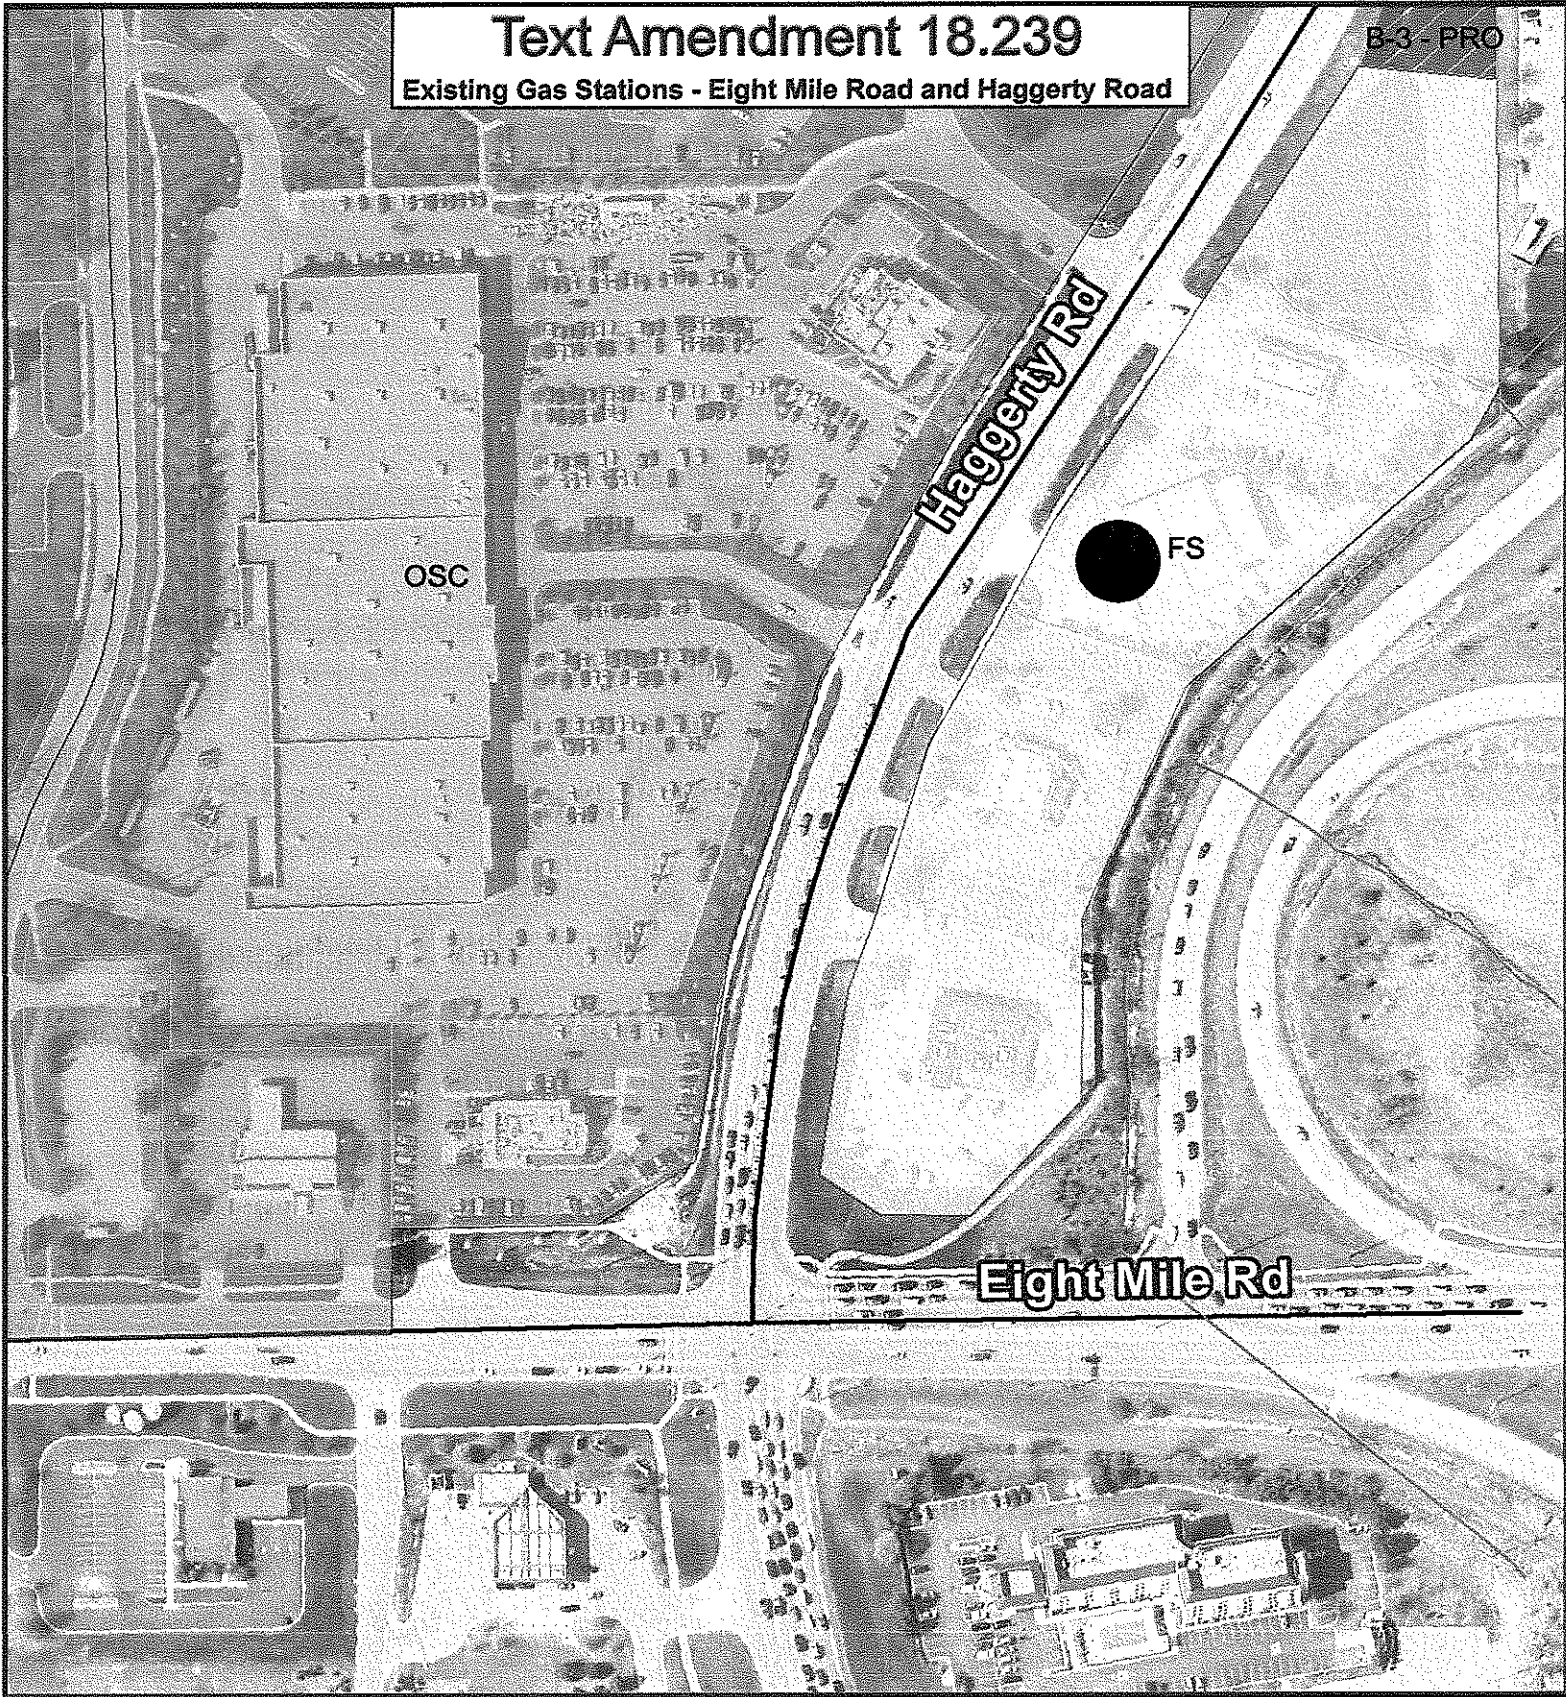 Text Amendment 18.239
Existing Gas Stations - Eight Mile Road and Haggerty Road
B-3 - PRO
Haggerty Rd
FS
OSC
Eight Mile Rd